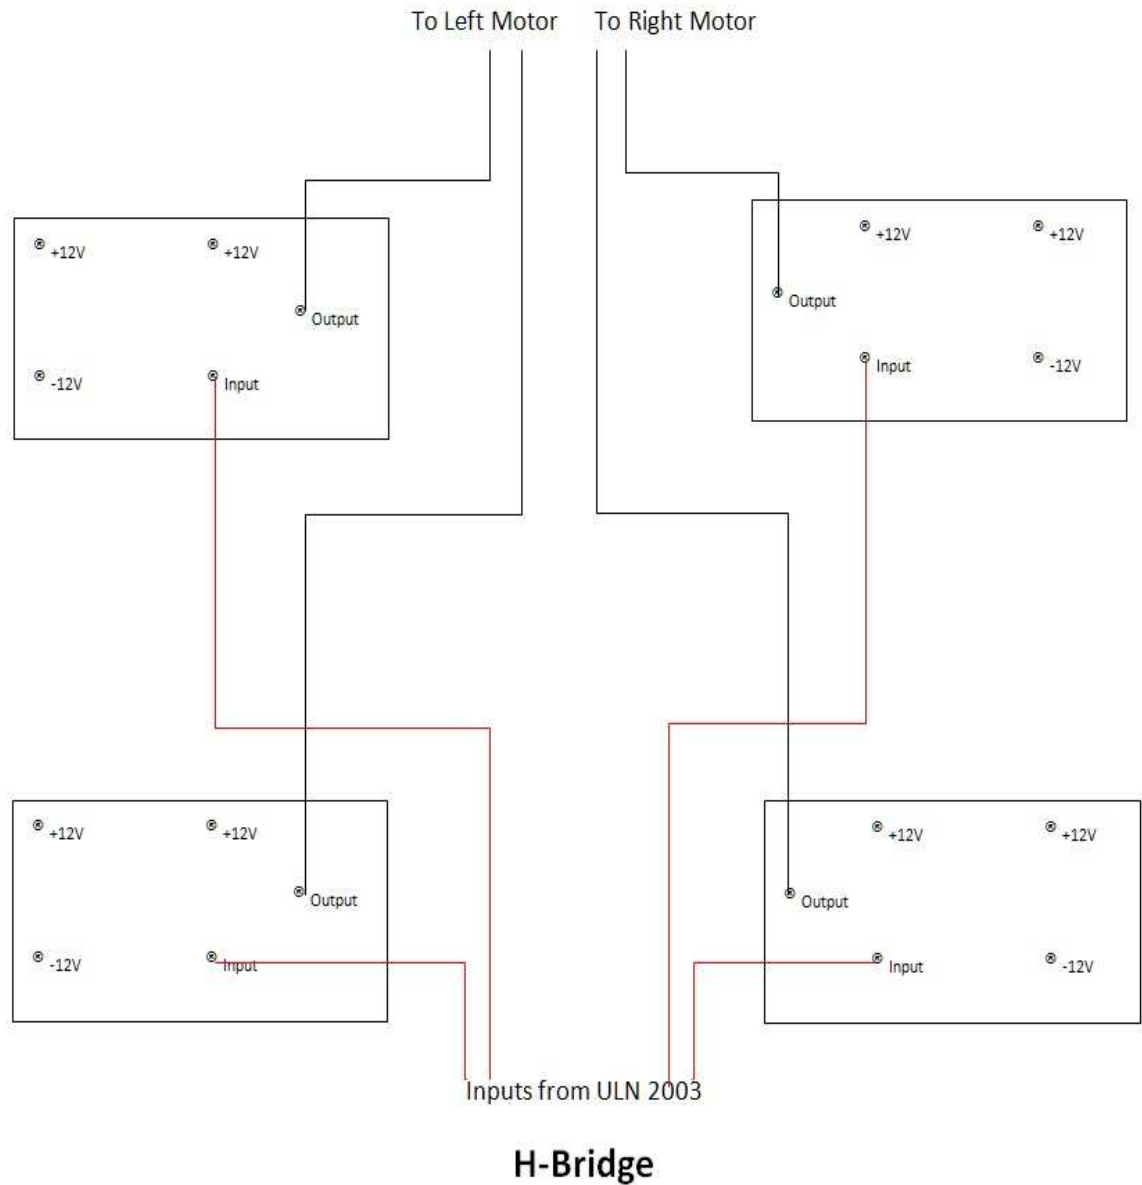 To Left Motor
To Right Motor
+12V
+12V
Output
-12V
Input
+12V
+12V
Output
Input
-12V
+12V
+12V
Output
-12V
Input
+12V
+12V
Output
Input
-12V
Inputs from ULN 2003
H-Bridge